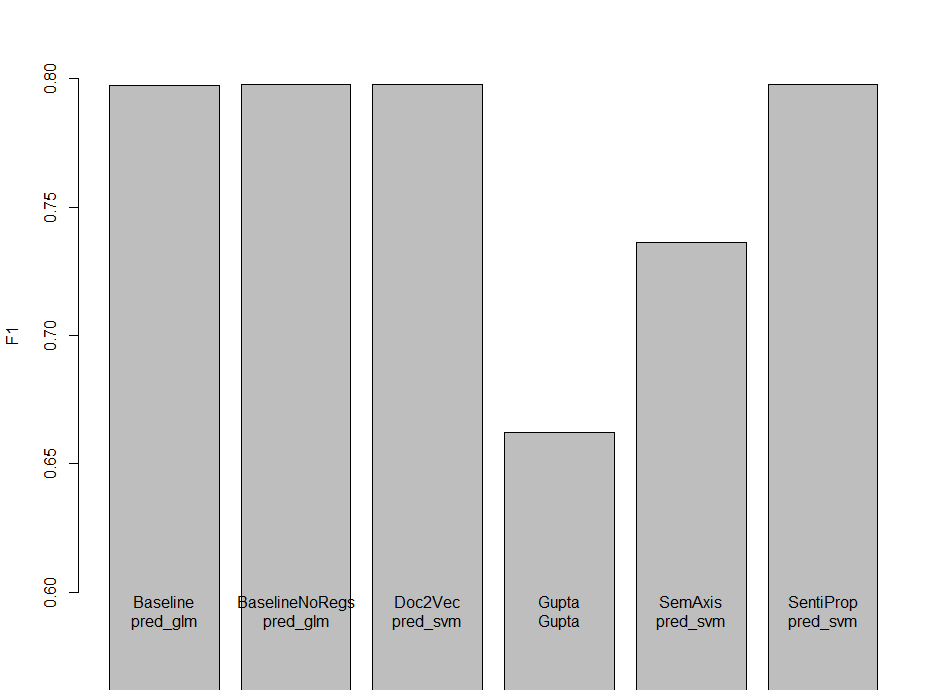 0.80
0.75
0.70
0.65
0.60
F1
Baseline
pred_glm
BaselineNoRegs
pred_glm
Doc2Vec
pred_svm
Gupta
Gupta
SemAxis
pred_svm
SentiProp
pred_svm